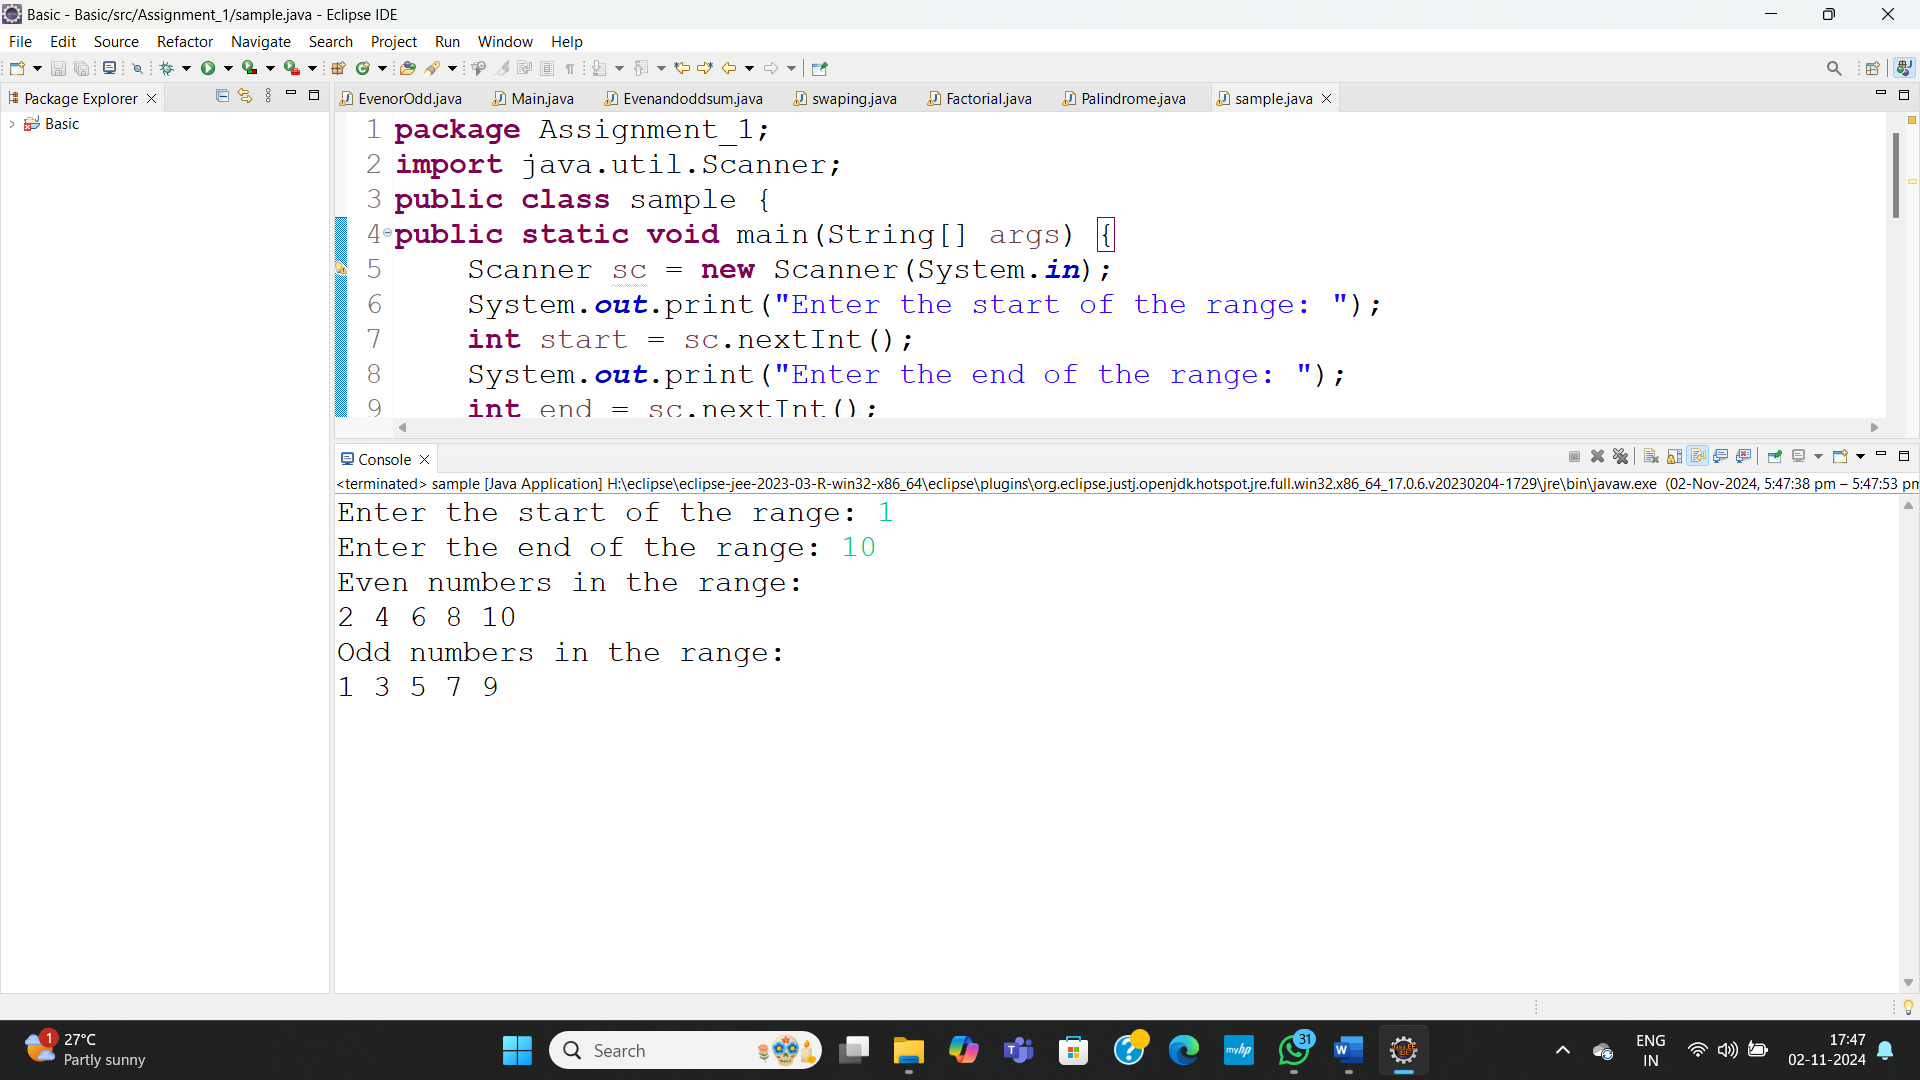 Basic - Basic/src/Assignment_1/sample.java - Eclipse IDE
File Edit Source Refactor Navigate Search Project Run Window Help
Package Explorer
Basic
EvenorOdd.java Main.java Evenandoddsum.java swaping.java Factorial.java Palindrome.java sample.java
1 package Assignment_1;
2 import java.util.Scanner;
3 public class sample {
4 public static void main(String[] args) {
5 Scanner sc = new Scanner(System.in);
6 System.out.print("Enter the start of the range: ");
7 int start = sc.nextInt();
8 System.out.print("Enter the end of the range: ");
9 int end = sc.nextInt();
Console
<terminated> sample [Java Application] H:\eclipse\eclipse-jee-2023-03-R-win32-x86_64\eclipse\plugins\org.eclipse.justj.openjdk.hotspot.jre.full.win32.x86_64_17.0.6.v20230204-1729\jre\bin\javaw.exe (02-Nov-2024, 5:47:38 pm – 5:47:53 pm
Enter the start of the range: 1
Enter the end of the range: 10
Even numbers in the range:
2 4 6 8 10
Odd numbers in the range:
1 3 5 7 9
1
27°C
Partly sunny
Search
myhp
31
ENG
IN
17:47
02-11-2024